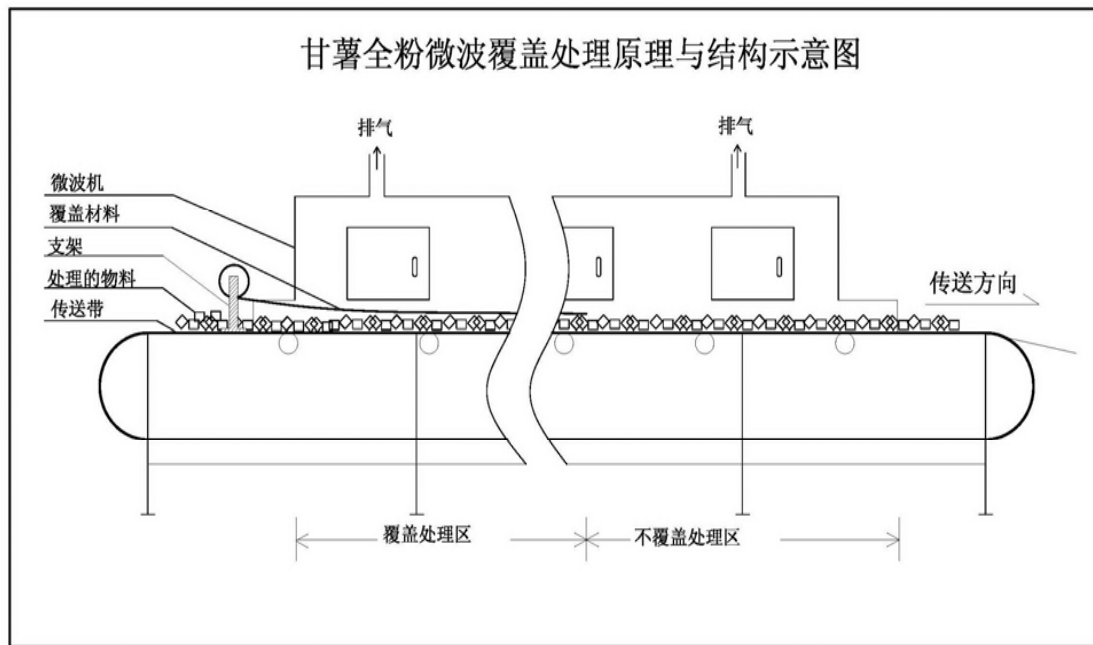 甘薯全粉微波覆盖处理原理与结构示意图
排气
排气
微波机
覆盖材料
支架
处理的物料
传送带
传送方向
覆盖处理区
不覆盖处理区